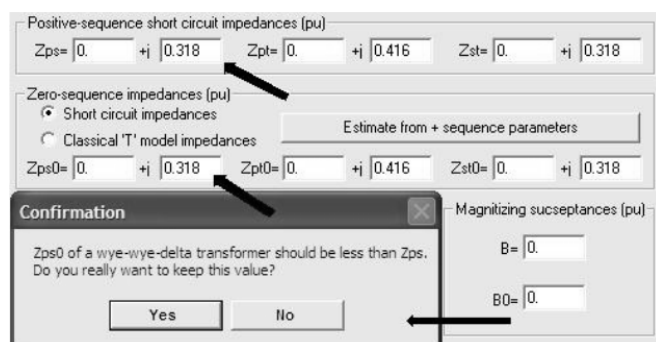 Positive-sequence short circuit impedances (pu)
Zps= 0. +j 0.318 Zpt= 0. +j 0.416 Zst= 0. +j 0.318
Zero-sequence impedances (pu)
Short circuit impedances
Classical 'T' model impedances
Estimate from + sequence parameters
Zps0= 0. +j 0.318 Zpt0= 0. +j 0.416 Zst0= 0. +j 0.318
Confirmation
Zps0 of a wye-wye-delta transformer should be less than Zps.
Do you really want to keep this value?
Yes No
Magnitizing sucseptances (pu)
B= 0.
B0= 0.